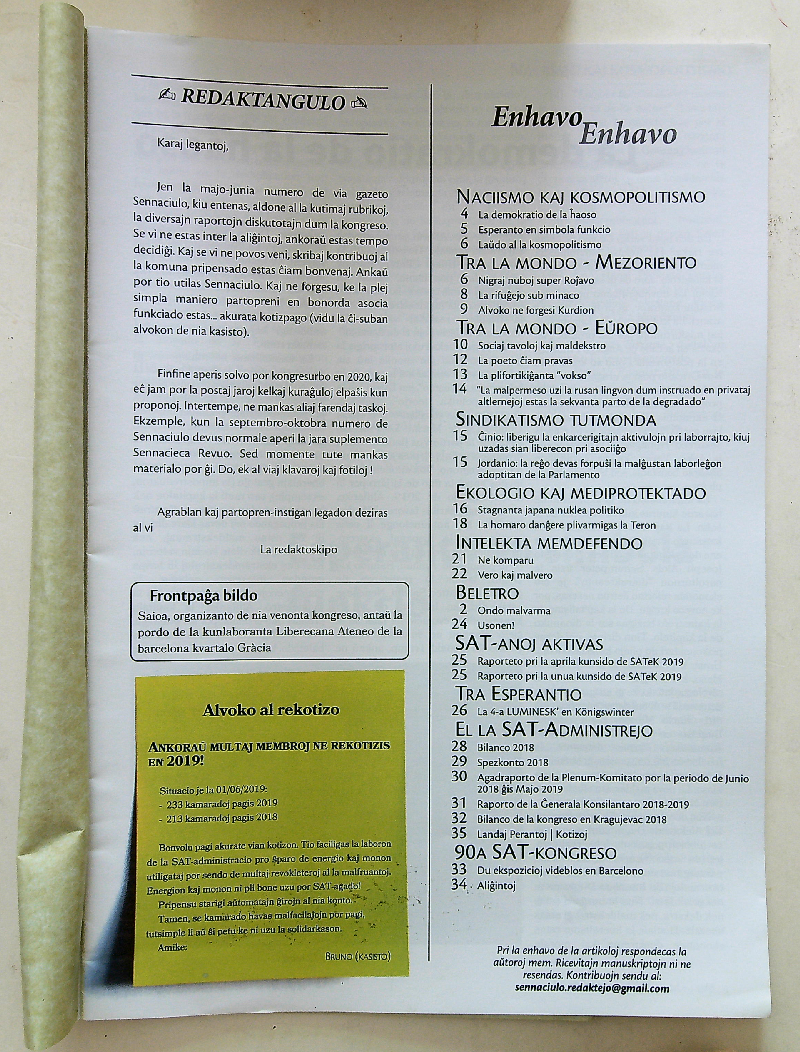 REDAKTANGULO
Karaj legantoj,
Jen la majo-junia numero de via gazeto
Sennaciulo, kiu entenas, aldone al la kutimaj rubrikoj,
la diversajn raportojn diskutotajn dum la kongreso.
Se vi ne estas inter la aliĝintoj, ankoraŭ estas tempo
decidiĝi. Kaj se vi ne povos veni, skribaj kontribuoj al
la komuna pripensado estas ĉiam bonvenaj. Ankaŭ
por tio utilas Sennaciulo. Kaj ne forgesu, ke la plej
simpla maniero partopreni en bonorda asocia
funkciado estas... akurata kotizpago (vidu la ĉi-suban
alvokon de nia kasisto).
Finfine aperis solvo por kongresurbo en 2020, kaj
eĉ jam por la postaj jaroj kelkaj kuraĝuloj elpaŝis kun
proponoj. Intertempe, ne mankas aliaj farendaj taskoj.
Ekzemple, kun la septembro-oktobra numero de
Sennaciulo devus normale aperi la jara suplemento
Sennacieca Revuo. Sed momente tute mankas
materialo por ĝi. Do, ek al viaj klavaroj kaj fotiloj !
Agrablan kaj partopren-instigan legadon deziras
al vi
La redaktoskipo
Frontpaĝa bildo
Saioa, organizanto de nia venonta kongreso, antaŭ la
pordo de la kunlaboranta Liberecana Ateneo de la
barcelona kvartalo Gràcia
Alvoko al rekotizo
ANKORAŬ MULTAJ MEMBROJ NE REKOTIZIS
EN 2019!
Situacio je la 01/06/2019:
- 233 kamaradoj pagis 2019
- 213 kamaradoj pagis 2018
Bonvolu pagi akurate vian kotizon. Tio faciligas la laboron
de la SAT-administracio pro ŝparo de energio kaj monon
utiligataj por sendo de multaj revokleteroj al la malfruantoj.
Energion kaj monon ni pli bone uzu por SAT-agado!
Pripensu starigi aŭtomatajn ĝirojn al nia konto.
Tamen, se kamarado havas malfacilaĵojn por pagi,
tutsimple li aŭ ŝi petu ke ni uzu la solidarkason.
Amike:
BRUNO (KASISTO)
Enhavo
Enhavo
NACIISMO KAJ KOSMOPOLITISMO
4 La demokratio de la ĥaoso
5 Esperanto en simbola funkcio
6 Laŭdo al la kosmopolitismo
TRA LA MONDO - MEZORIENTO
6 Nigraj nuboj super Rojavo
8 La rifuĝejo sub minaco
9 Alvoko ne forgesi Kurdion
TRA LA MONDO - EŬROPO
10 Sociaj tavoloj kaj maldekstro
12 La poeto ĉiam pravas
13 La plifortikiĝanta "vokso"
14 "La malpermeso uzi la rusan lingvon dum instruado en privataj
altlernejoj estas la sekvanta parto de la degradado"
SINDIKATISMO TUTMONDA
15 Ĉinio: liberigu la enkarcerigitajn aktivulojn pri laborrajto, kiuj
uzadas sian liberecon pri asociiĝo
15 Jordanio: la reĝo devas forpuŝi la malĝustan laborleĝon
adoptitan de la Parlamento
EKOLOGIO KAJ MEDIPROTEKTADO
16 Stagnanta japana nuklea politiko
18 La homaro danĝere plivarmigas la Teron
INTELEKTA MEMDEFENDO
21 Ne komparu
22 Vero kaj malvero
BELETRO
2 Ondo malvarma
24 Usonen!
SAT-ANOJ AKTIVAS
25 Raporteto pri la aprila kunsido de SATeK 2019
25 Raporteto pri la unua kunsido de SATeK 2019
TRA ESPERANTIO
26 La 4-a LUMINESK' en Königswinter
EL LA SAT-ADMINISTREJO
28 Bilanco 2018
29 Spezkonto 2018
30 Agadraporto de la Plenum-Komitato por la periodo de Junio
2018 ĝis Majo 2019
31 Raporto de la Ĝenerala Konsilantaro 2018-2019
32 Bilanco de la kongreso en Kragujevac 2018
35 Landaj Perantoj | Kotizoj
90A SAT-KONGRESO
33 Du ekspozicioj videblos en Barcelono
34 Aliĝintoj
Pri la enhavo de la artikoloj respondecas la
aŭtoroj mem. Ricevitajn manuskriptojn ni ne
resendas. Kontribuojn sendu al:
sennaciulo.redaktejo@gmail.com